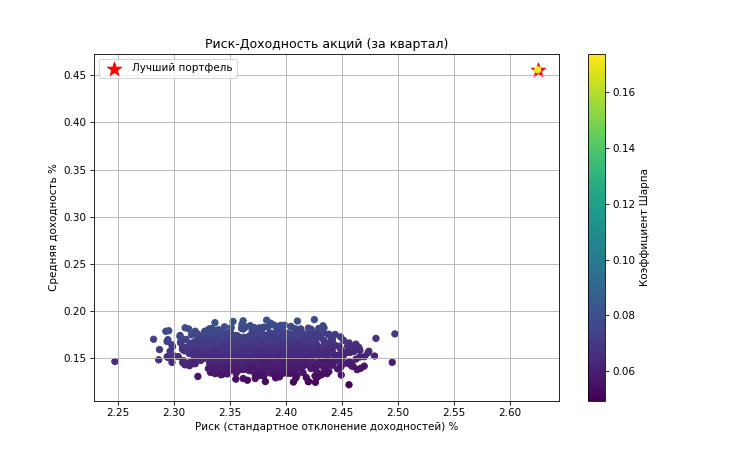 Риск-Доходность акций (за квартал)
Лучший портфель
Средняя доходность %
0.45
0.40
0.35
0.30
0.25
0.20
0.15
2.25 2.30 2.35 2.40 2.45 2.50 2.55 2.60
Риск (стандартное отклонение доходностей) %
0.16
0.14
0.12
0.10
0.08
0.06
Коэффициент Шарпа